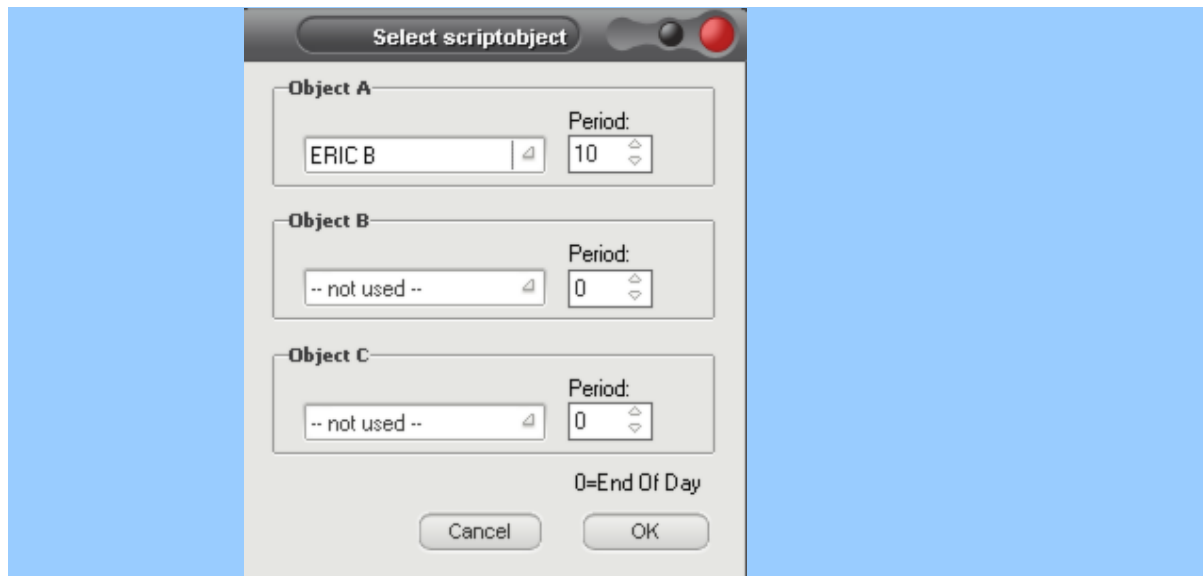 Select scriptobject
Object A
Period:
ERIC B 10
Object B
Period:
-- not used -- 0
Object C
Period:
-- not used -- 0
0=End Of Day
Cancel OK